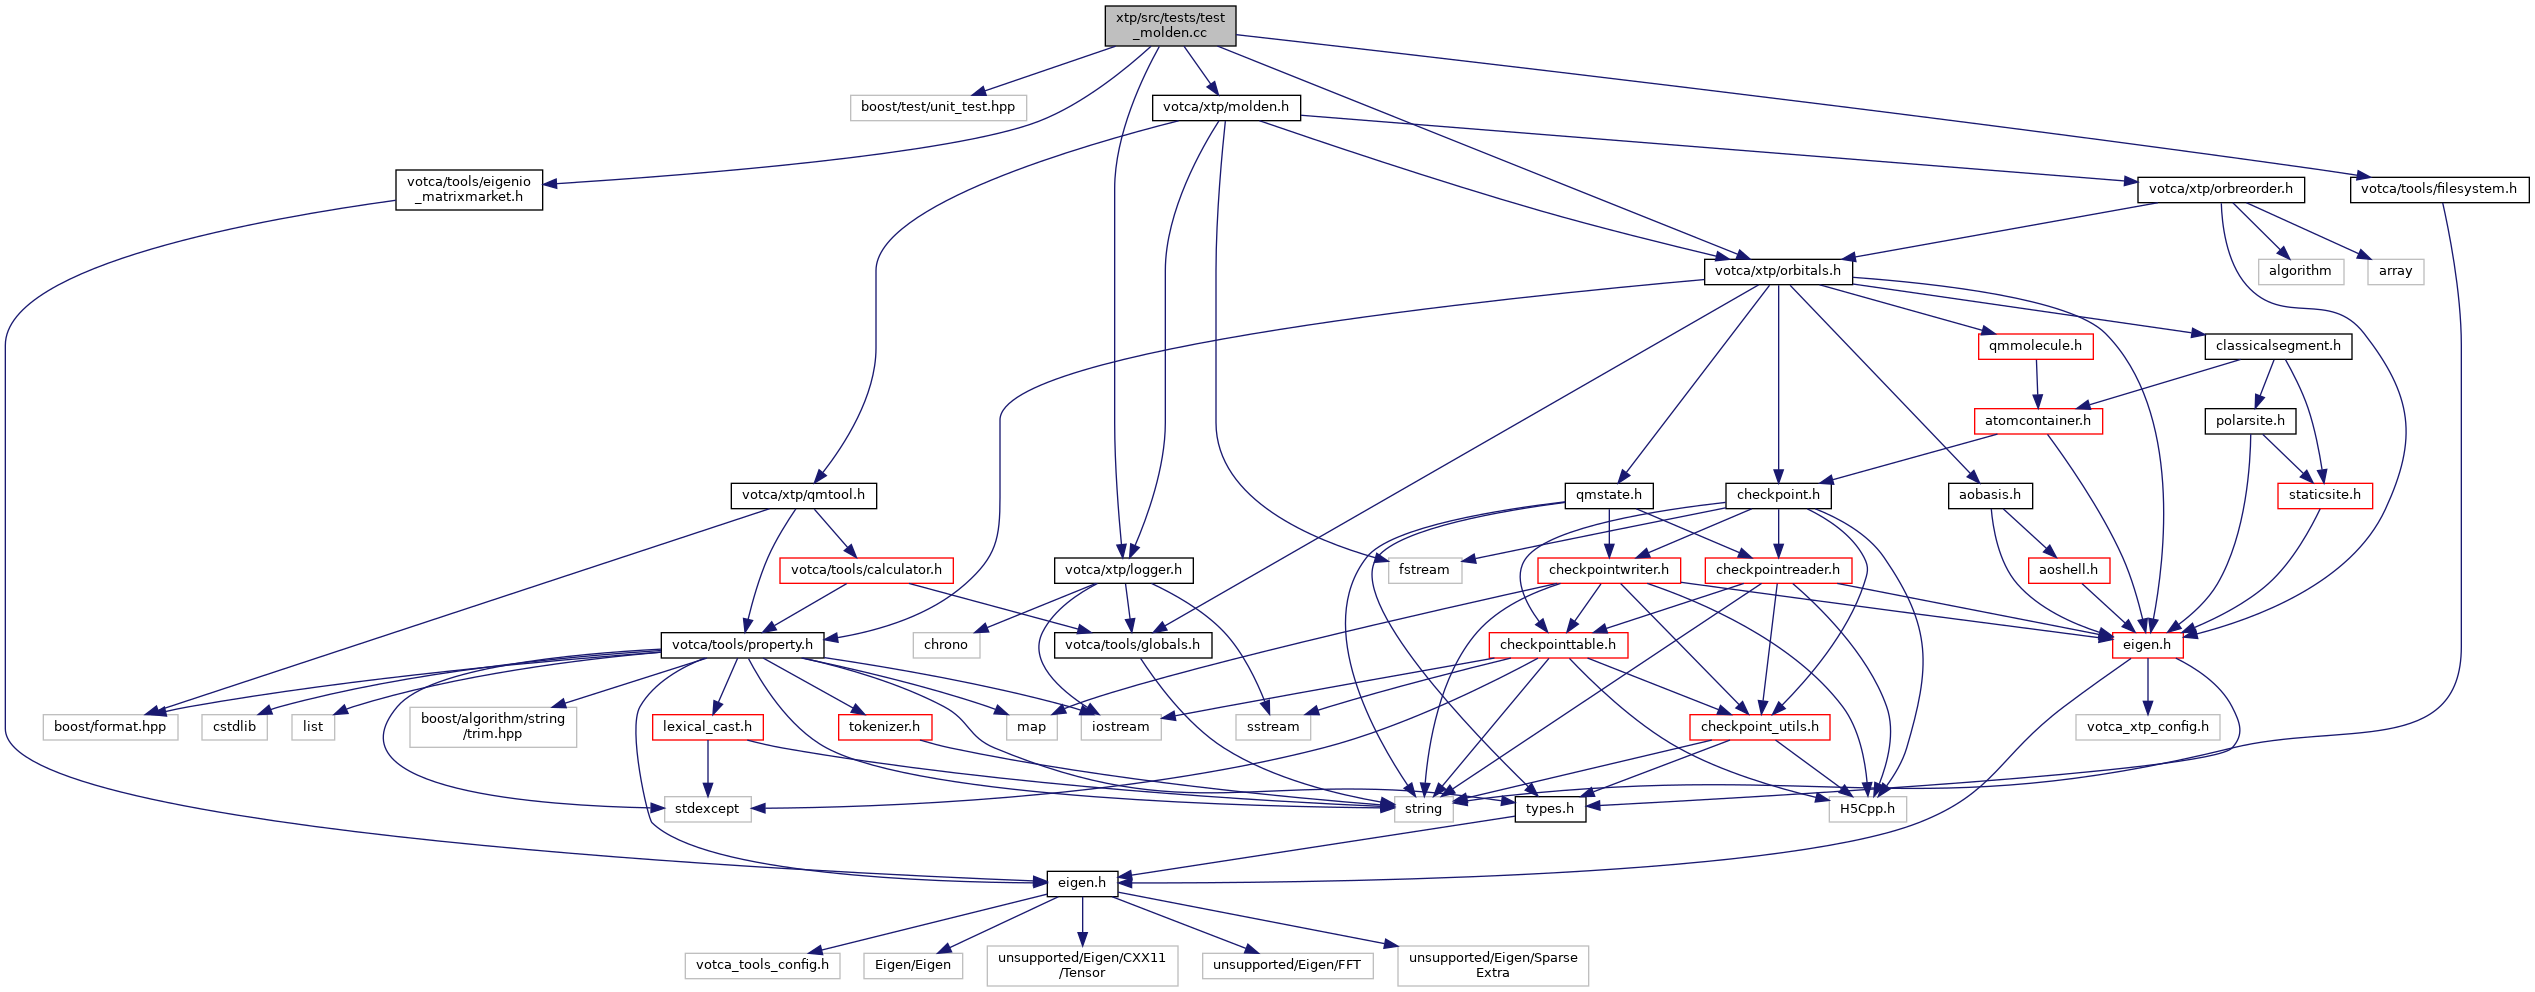 xtp/src/tests/test
_molden.cc
boost/test/unit_test.hpp
votca/xtp/molden.h
votca/tools/eigenio
_matrixmarket.h
votca/xtp/orbreorder.h
votca/tools/filesystem.h
votca/xtp/orbitals.h
algorithm
array
qmmolecule.h
classicalsegment.h
atomcontainer.h
polarsite.h
votca/xtp/qmtool.h
qmstate.h
checkpoint.h
aobasis.h
staticsite.h
votca/tools/calculator.h
votca/xtp/logger.h
fstream
checkpointwriter.h
checkpointreader.h
aoshell.h
votca/tools/property.h
chrono
votca/tools/globals.h
checkpointtable.h
eigen.h
boost/format.hpp
cstdlib
list
boost/algorithm/string
/trim.hpp
lexical_cast.h
tokenizer.h
map
iostream
sstream
checkpoint_utils.h
votca_xtp_config.h
stdexcept
string
types.h
H5Cpp.h
eigen.h
votca_tools_config.h
Eigen/Eigen
unsupported/Eigen/CXX11
/Tensor
unsupported/Eigen/FFT
unsupported/Eigen/Sparse
Extra